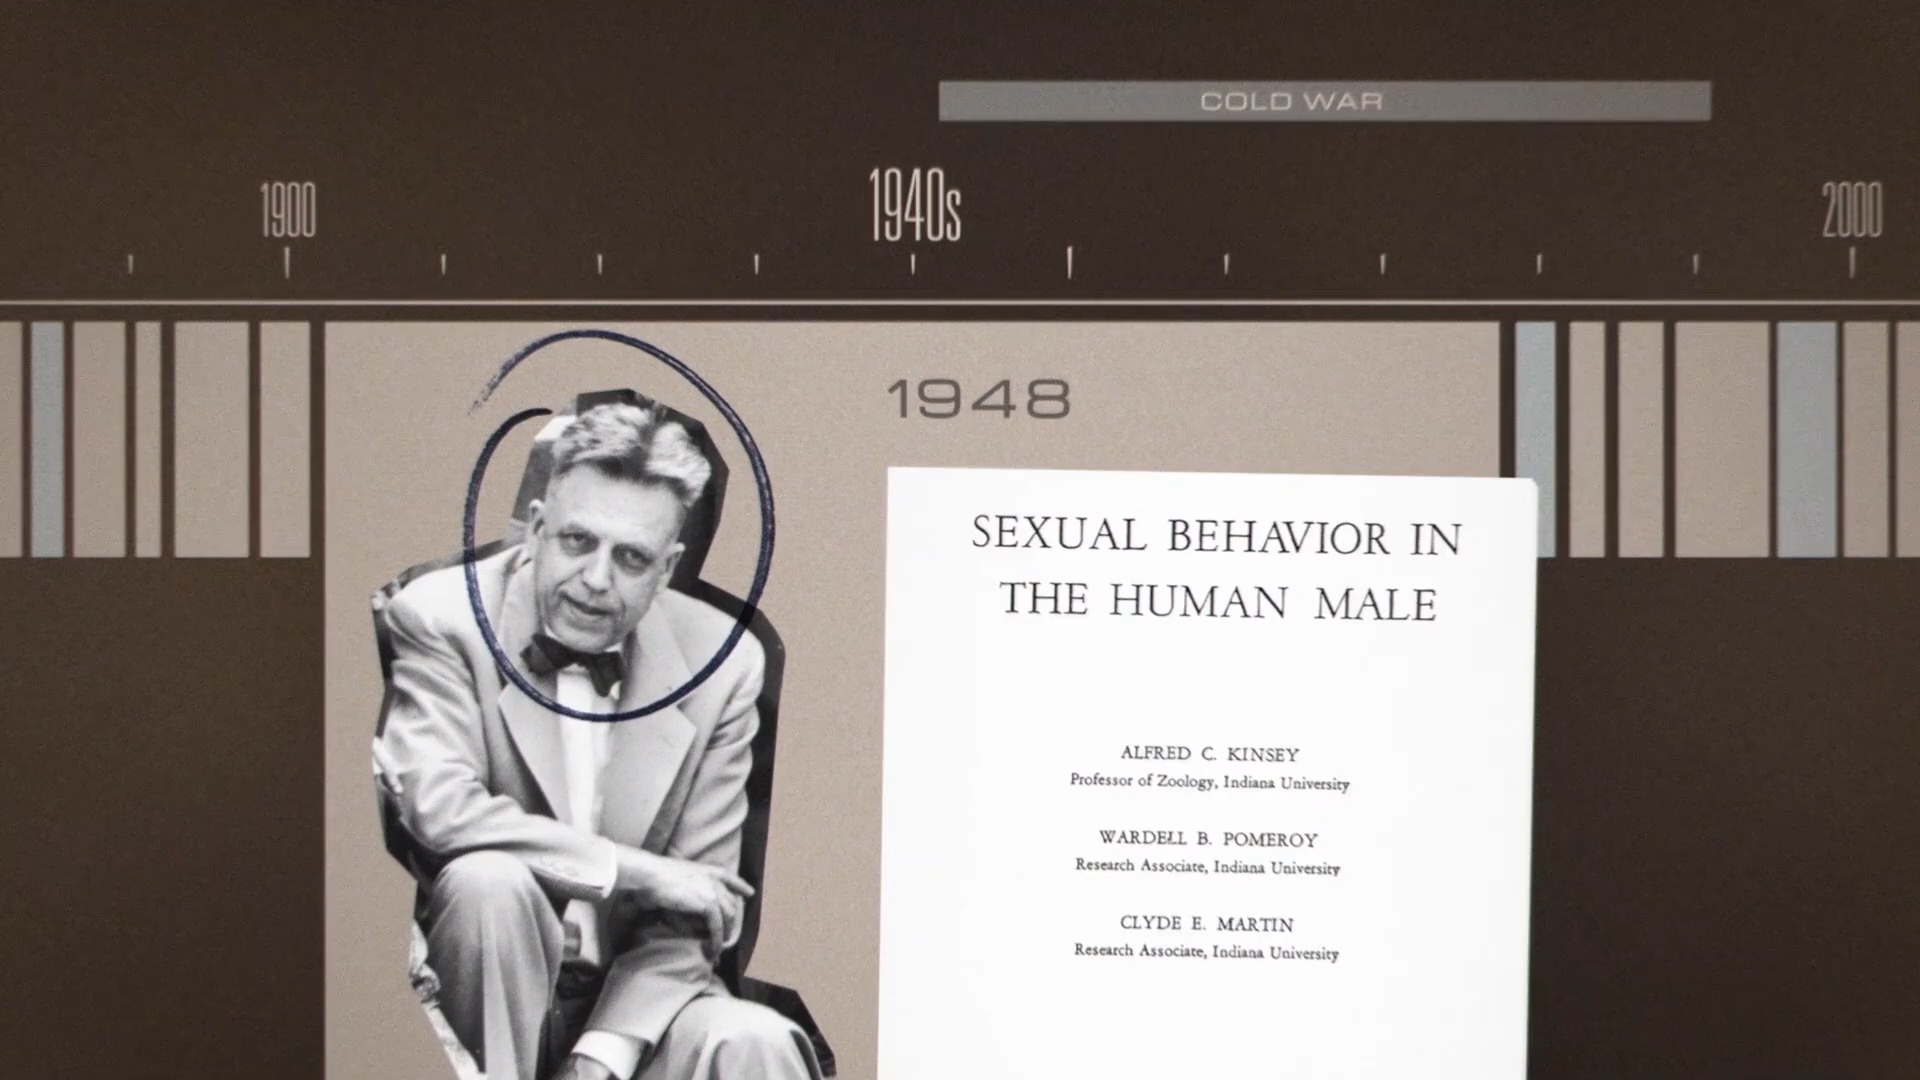 COLD WAR
1900
1940s
2000
1948
SEXUAL BEHAVIOR IN
THE HUMAN MALE
ALFRED C. KINSEY
Professor of Zoology, Indiana University
WARDELL B. POMEROY
Research Associate, Indiana University
CLYDE E. MARTIN
Research Associate, Indiana University